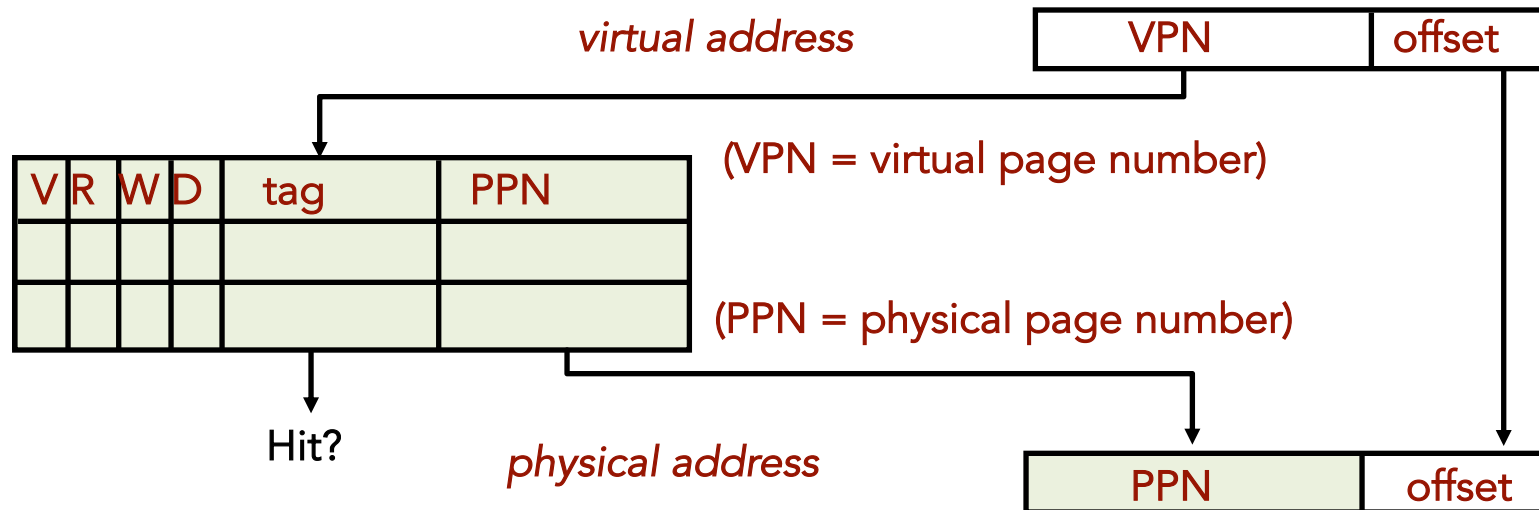 virtual address VPN offset
(VPN = virtual page number)
V R W D tag PPN
(PPN = physical page number)
Hit?
physical address PPN offset